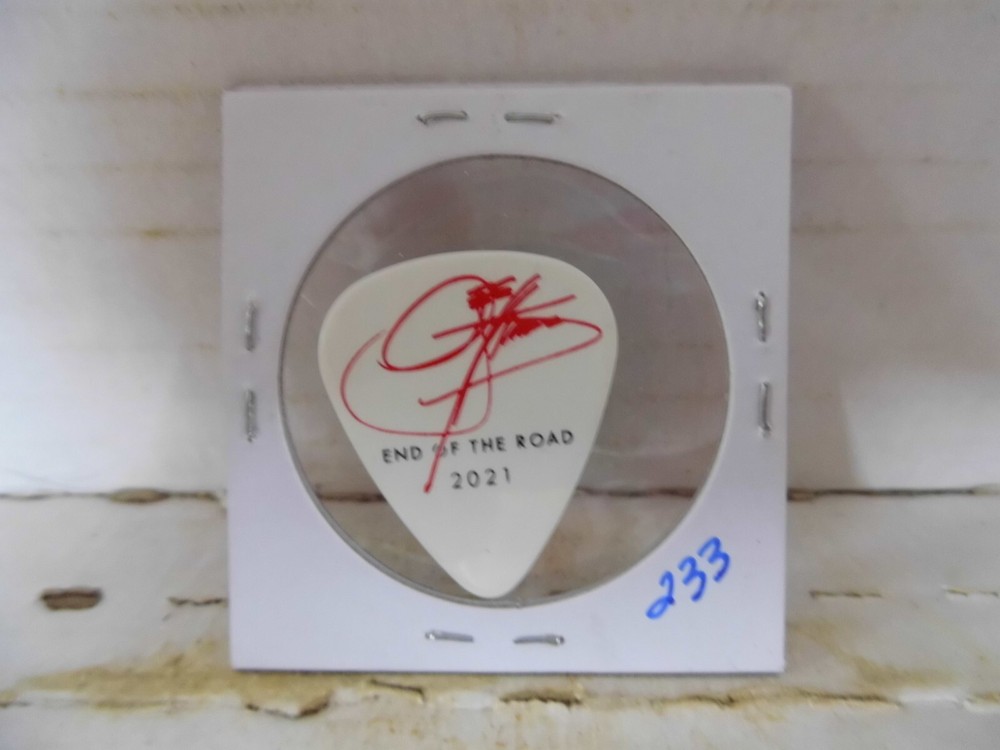 END OF THE ROAD
2021
233